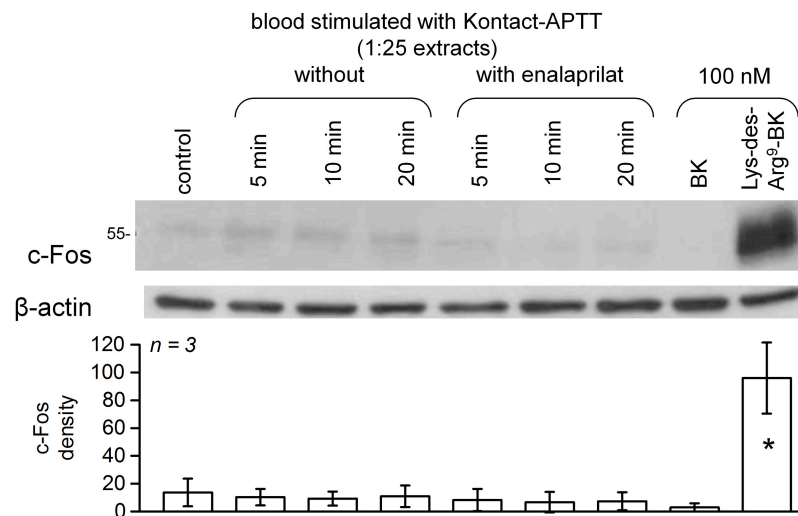 blood stimulated with Kontact-APTT
(1:25 extracts)
without with enalaprilat 100 nM
control
5 min
10 min
20 min
5 min
10 min
20 min
BK
Lys-des-
Arg⁹-BK
55-
c-Fos
β-actin
n = 3
120
100
80
60
40
20
0
c-Fos
density
*